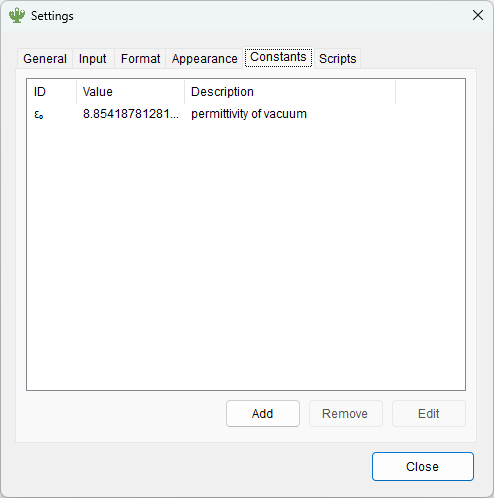 Settings
General Input Format Appearance Constants Scripts
ID Value Description
ε₀ 8.85418781281... permittivity of vacuum
Add Remove Edit
Close